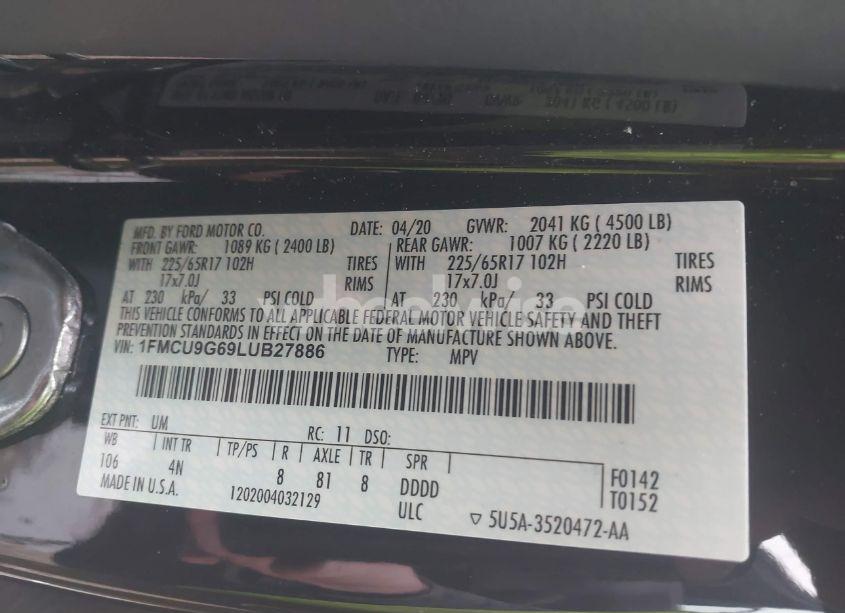 MFD. BY FORD MOTOR CO. DATE: 04/20 GVWR: 2041 KG ( 4500 LB)
FRONT GAWR: 1089 KG ( 2400 LB) REAR GAWR: 1007 KG ( 2220 LB)
WITH 225/65R17 102H TIRES WITH 225/65R17 102H TIRES
17x7.0J RIMS 17x7.0J RIMS
AT 230 kPa/ 33 PSI COLD AT 230 kPa/ 33 PSI COLD
THIS VEHICLE CONFORMS TO ALL APPLICABLE FEDERAL MOTOR VEHICLE SAFETY AND THEFT
PREVENTION STANDARDS IN EFFECT ON THE DATE OF MANUFACTURE SHOWN ABOVE.
VIN: 1FMCU9G69LUB27886 TYPE: MPV
EXT PNT: UM RC: 11 DSO:
WB INT TR TP/PS R AXLE TR SPR
106 4N 8 81 8 DDDD F0142
T0152
MADE IN U.S.A. 1202004032129 ULC ▽ 5U5A-3520472-AA